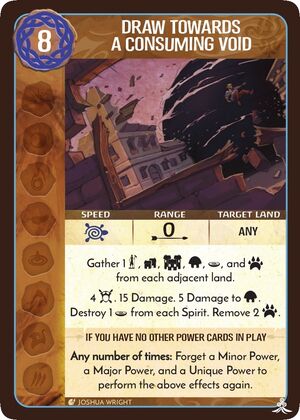 8
DRAW TOWARDS
A CONSUMING VOID
SPEED RANGE TARGET LAND
0 ANY
Gather 1 , , , , , and
from each adjacent land.
4 . 15 Damage. 5 Damage to .
Destroy 1 from each Spirit. Remove 2 .
IF YOU HAVE NO OTHER POWER CARDS IN PLAY
Any number of times: Forget a Minor Power,
a Major Power, and a Unique Power to
perform the above effects again.
JOSHUA WRIGHT